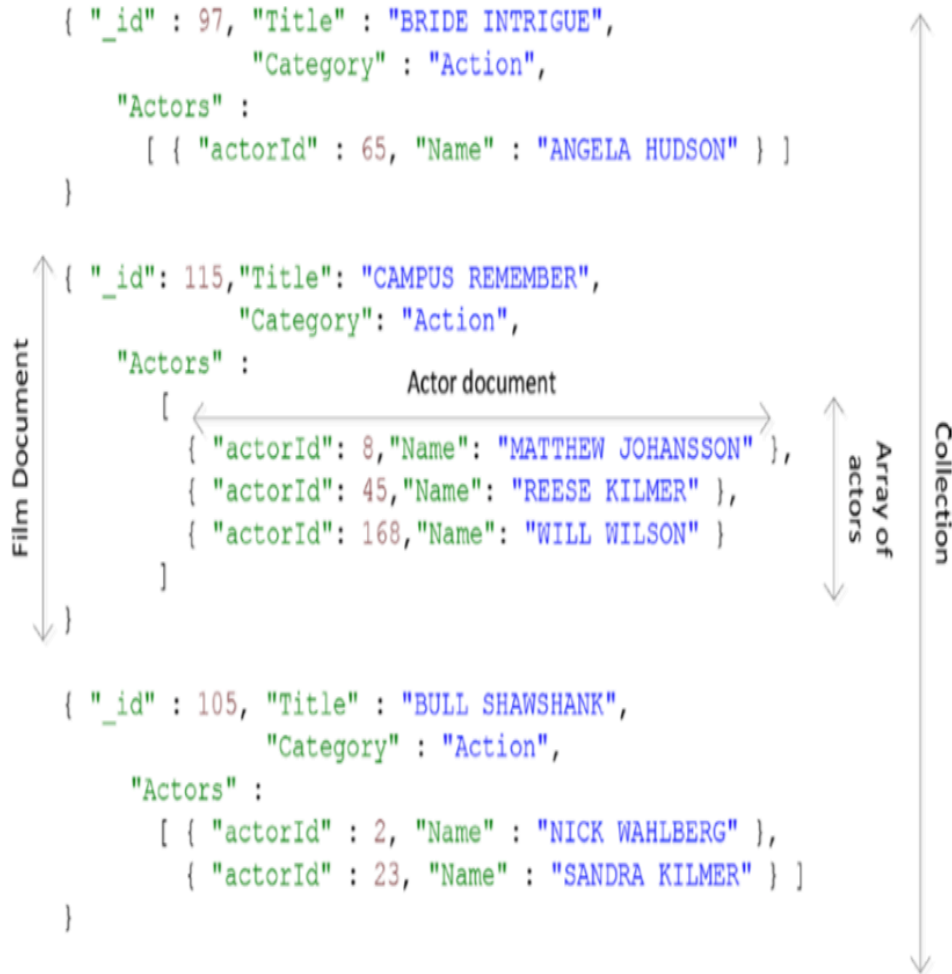 { "_id" : 97, "Title" : "BRIDE INTRIGUE",
"Category" : "Action",
"Actors" :
[ { "actorId" : 65, "Name" : "ANGELA HUDSON" } ]
}
{ "_id": 115,"Title": "CAMPUS REMEMBER",
"Category": "Action",
"Actors" :
[
Actor document
{ "actorId": 8,"Name": "MATTHEW JOHANSSON" },
{ "actorId": 45,"Name": "REESE KILMER" },
{ "actorId": 168,"Name": "WILL WILSON" }
]
}
Film Document
Array of
actors
Collection
{ "_id" : 105, "Title" : "BULL SHAWSHANK",
"Category" : "Action",
"Actors" :
[ { "actorId" : 2, "Name" : "NICK WAHLBERG" },
{ "actorId" : 23, "Name" : "SANDRA KILMER" } ]
}